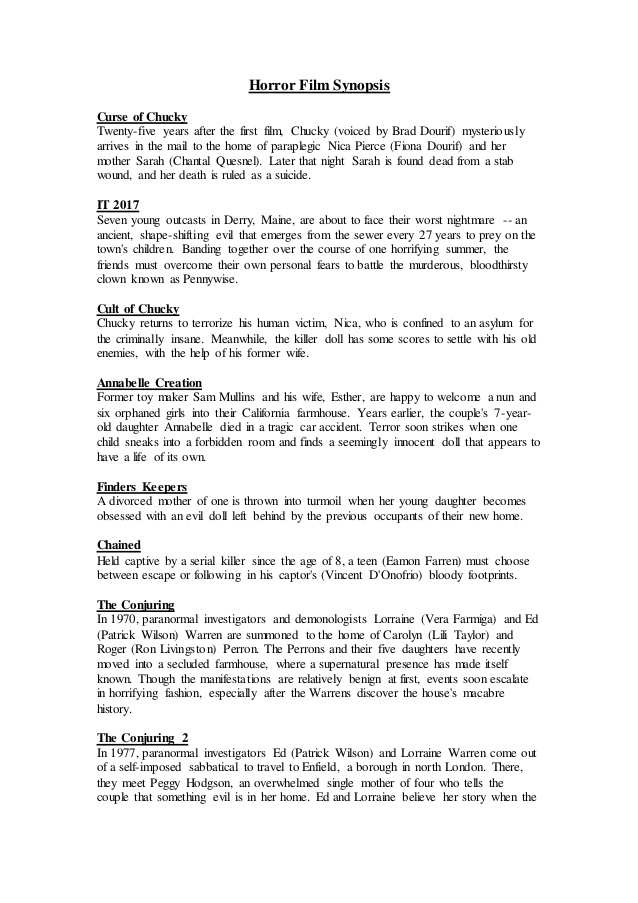 Horror Film Synopsis
Curse of Chucky
Twenty-five years after the first film, Chucky (voiced by Brad Dourif) mysteriously
arrives in the mail to the home of paraplegic Nica Pierce (Fiona Dourif) and her
mother Sarah (Chantal Quesnel). Later that night Sarah is found dead from a stab
wound, and her death is ruled as a suicide.
IT 2017
Seven young outcasts in Derry, Maine, are about to face their worst nightmare -- an
ancient, shape-shifting evil that emerges from the sewer every 27 years to prey on the
town's children. Banding together over the course of one horrifying summer, the
friends must overcome their own personal fears to battle the murderous, bloodthirsty
clown known as Pennywise.
Cult of Chucky
Chucky returns to terrorize his human victim, Nica, who is confined to an asylum for
the criminally insane. Meanwhile, the killer doll has some scores to settle with his old
enemies, with the help of his former wife.
Annabelle Creation
Former toy maker Sam Mullins and his wife, Esther, are happy to welcome a nun and
six orphaned girls into their California farmhouse. Years earlier, the couple's 7-year-
old daughter Annabelle died in a tragic car accident. Terror soon strikes when one
child sneaks into a forbidden room and finds a seemingly innocent doll that appears to
have a life of its own.
Finders Keepers
A divorced mother of one is thrown into turmoil when her young daughter becomes
obsessed with an evil doll left behind by the previous occupants of their new home.
Chained
Held captive by a serial killer since the age of 8, a teen (Eamon Farren) must choose
between escape or following in his captor's (Vincent D'Onofrio) bloody footprints.
The Conjuring
In 1970, paranormal investigators and demonologists Lorraine (Vera Farmiga) and Ed
(Patrick Wilson) Warren are summoned to the home of Carolyn (Lili Taylor) and
Roger (Ron Livingston) Perron. The Perrons and their five daughters have recently
moved into a secluded farmhouse, where a supernatural presence has made itself
known. Though the manifestations are relatively benign at first, events soon escalate
in horrifying fashion, especially after the Warrens discover the house's macabre
history.
The Conjuring 2
In 1977, paranormal investigators Ed (Patrick Wilson) and Lorraine Warren come out
of a self-imposed sabbatical to travel to Enfield, a borough in north London. There,
they meet Peggy Hodgson, an overwhelmed single mother of four who tells the
couple that something evil is in her home. Ed and Lorraine believe her story when the